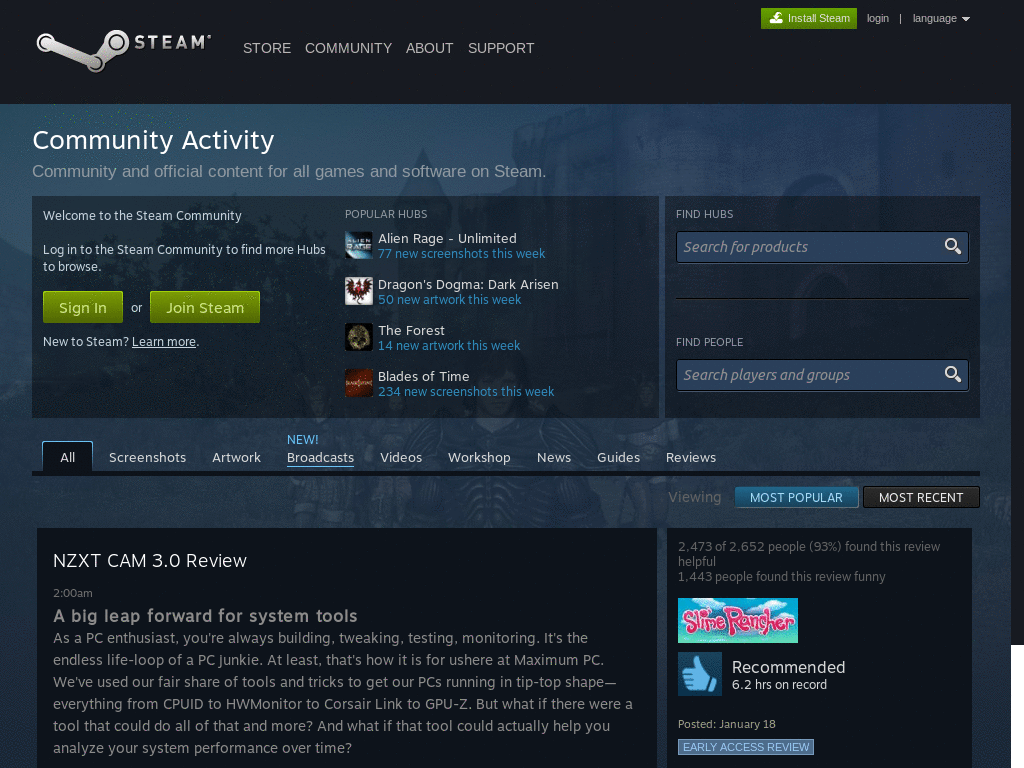 Install Steam login | language
STEAM
STORE COMMUNITY ABOUT SUPPORT
Community Activity
Community and official content for all games and software on Steam.
Welcome to the Steam Community
Log in to the Steam Community to find more Hubs
to browse.
Sign In or Join Steam
New to Steam? Learn more.
POPULAR HUBS
ALIEN RAGE
Alien Rage - Unlimited
77 new screenshots this week
Dragon's Dogma: Dark Arisen
50 new artwork this week
The Forest
14 new artwork this week
Blades of Time
234 new screenshots this week
FIND HUBS
Search for products
FIND PEOPLE
Search players and groups
NEW!
All Screenshots Artwork Broadcasts Videos Workshop News Guides Reviews
Viewing MOST POPULAR MOST RECENT
NZXT CAM 3.0 Review
2:00am
A big leap forward for system tools
As a PC enthusiast, you're always building, tweaking, testing, monitoring. It's the
endless life-loop of a PC Junkie. At least, that's how it is for ushere at Maximum PC.
We've used our fair share of tools and tricks to get our PCs running in tip-top shape—
everything from CPUID to HWMonitor to Corsair Link to GPU-Z. But what if there were a
tool that could do all of that and more? And what if that tool could actually help you
analyze your system performance over time?
2,473 of 2,652 people (93%) found this review
helpful
1,443 people found this review funny
Slime Rancher
Recommended
6.2 hrs on record
Posted: January 18
EARLY ACCESS REVIEW